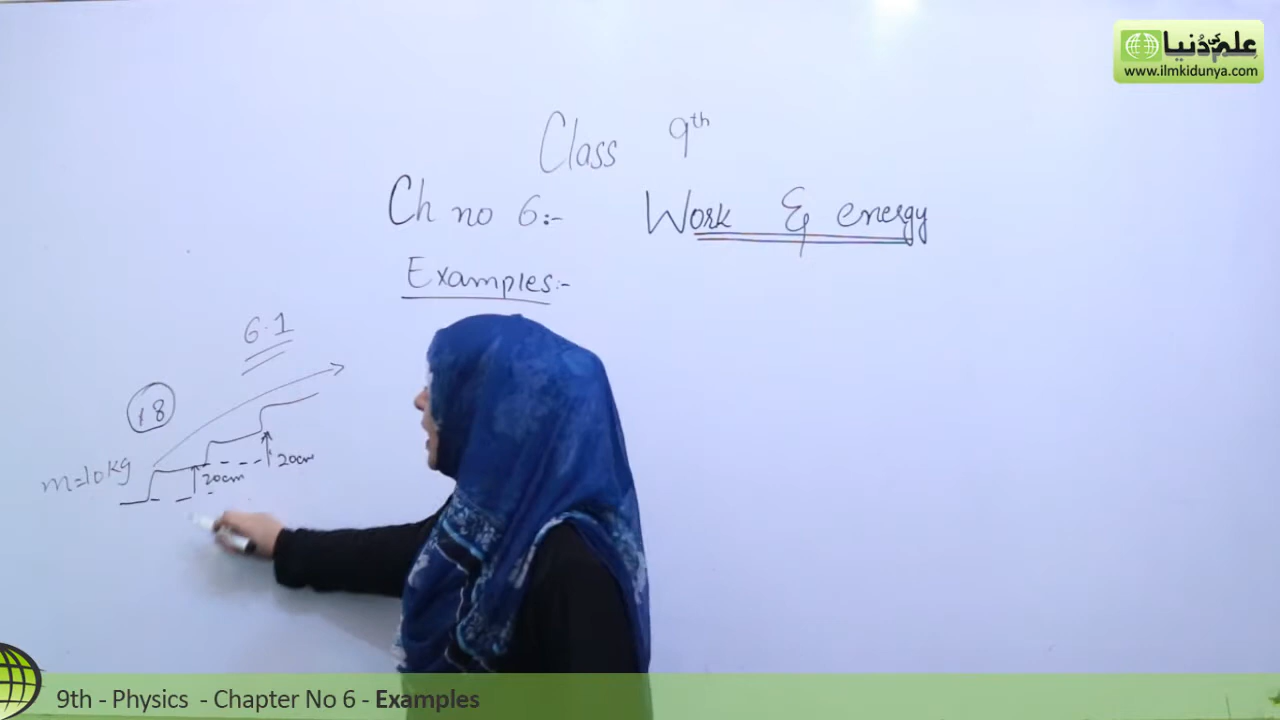 علم کی دُنیا
www.ilmkidunya.com
Class 9th
Ch no 6:- Work & energy
Examples:-
6.1
18
m=10kg
20cm
20cm
9th - Physics - Chapter No 6 - Examples